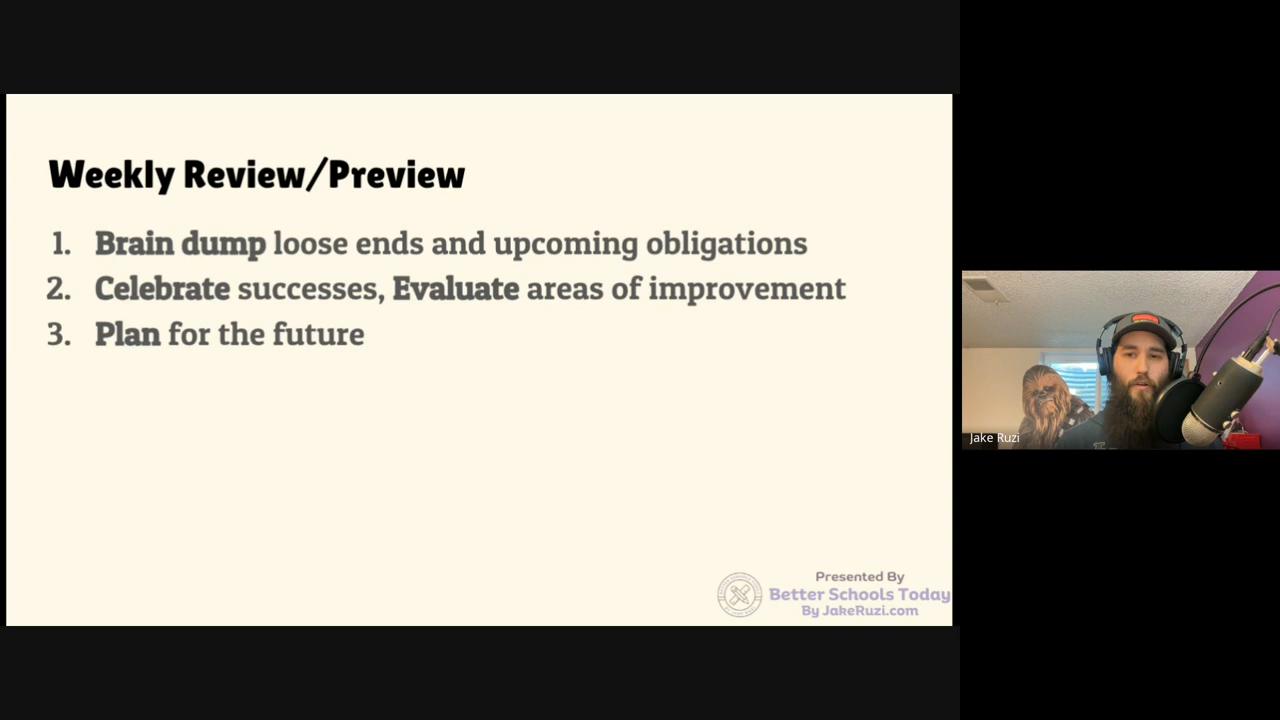 Weekly Review/Preview
1. Brain dump loose ends and upcoming obligations
2. Celebrate successes, Evaluate areas of improvement
3. Plan for the future
Presented By
Better Schools Today
By JakeRuzi.com
Jake Ruzi